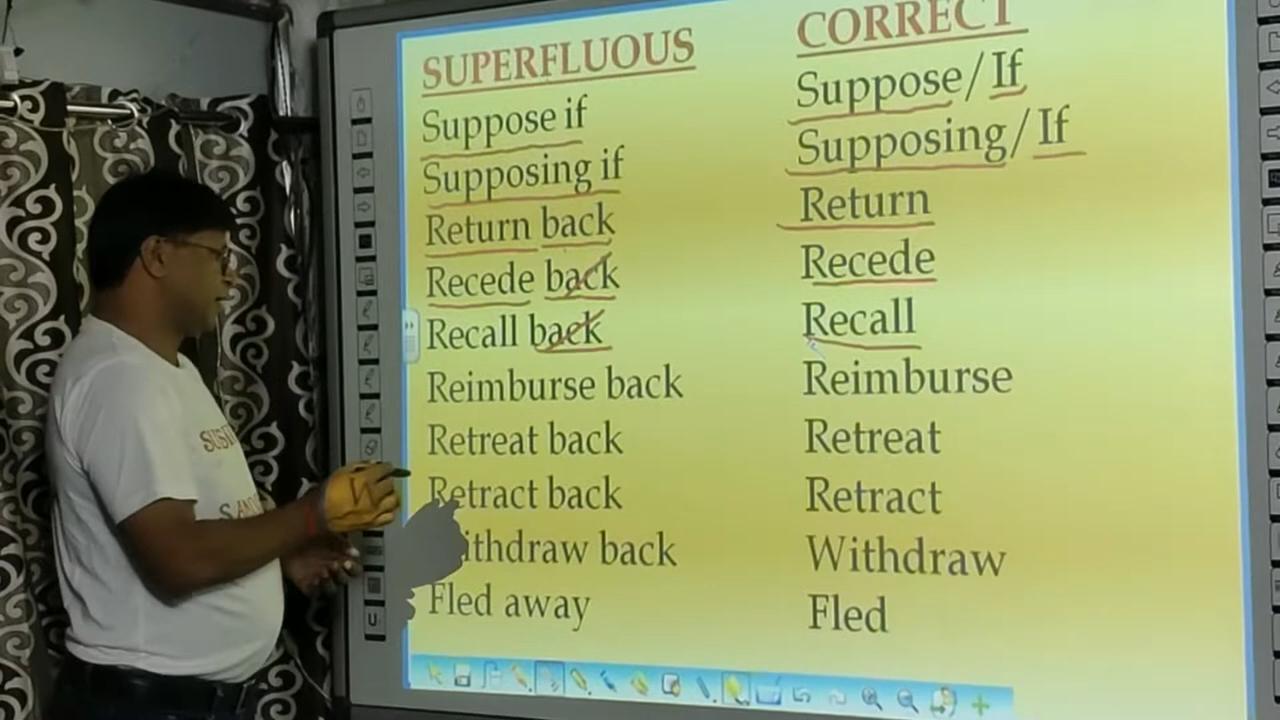 SUPERFLUOUS CORRECT
Suppose if Suppose/If
Supposing if Supposing/If
Return back Return
Recede back Recede
Recall back Recall
Reimburse back Reimburse
Retreat back Retreat
Retract back Retract
ithdraw back Withdraw
Fled away Fled